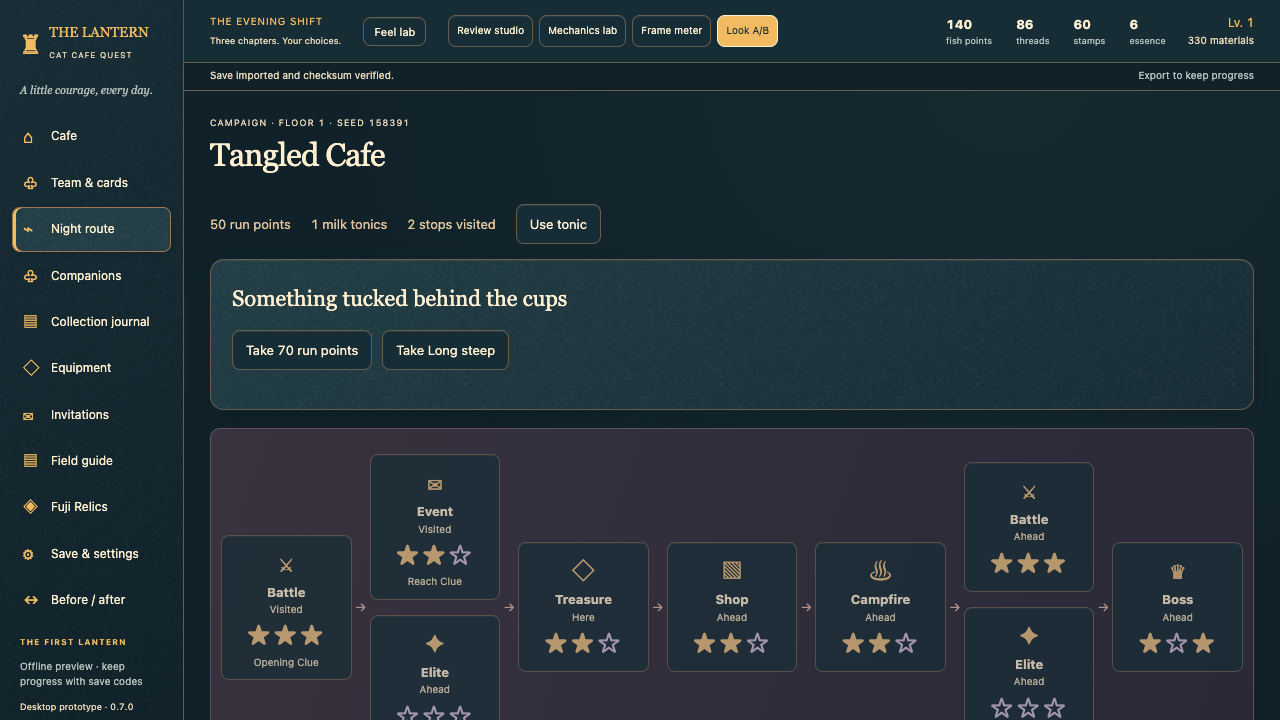 THE LANTERN
CAT CAFE QUEST
A little courage, every day.
Cafe
Team & cards
Night route
Companions
Collection journal
Equipment
Invitations
Field guide
Fuji Relics
Save & settings
Before / after
THE FIRST LANTERN
Offline preview · keep
progress with save codes
Desktop prototype · 0.7.0
THE EVENING SHIFT
Three chapters. Your choices.
Feel lab
Review studio
Mechanics lab
Frame meter
Look A/B
140
fish points
86
threads
60
stamps
6
essence
Lv. 1
330 materials
Save imported and checksum verified.
Export to keep progress
CAMPAIGN · FLOOR 1 · SEED 158391
Tangled Cafe
50 run points
1 milk tonics
2 stops visited
Use tonic
Something tucked behind the cups
Take 70 run points
Take Long steep
Battle
Visited
Opening Clue
Event
Visited
Reach Clue
Elite
Ahead
Treasure
Here
Shop
Ahead
Campfire
Ahead
Battle
Ahead
Elite
Ahead
Boss
Ahead